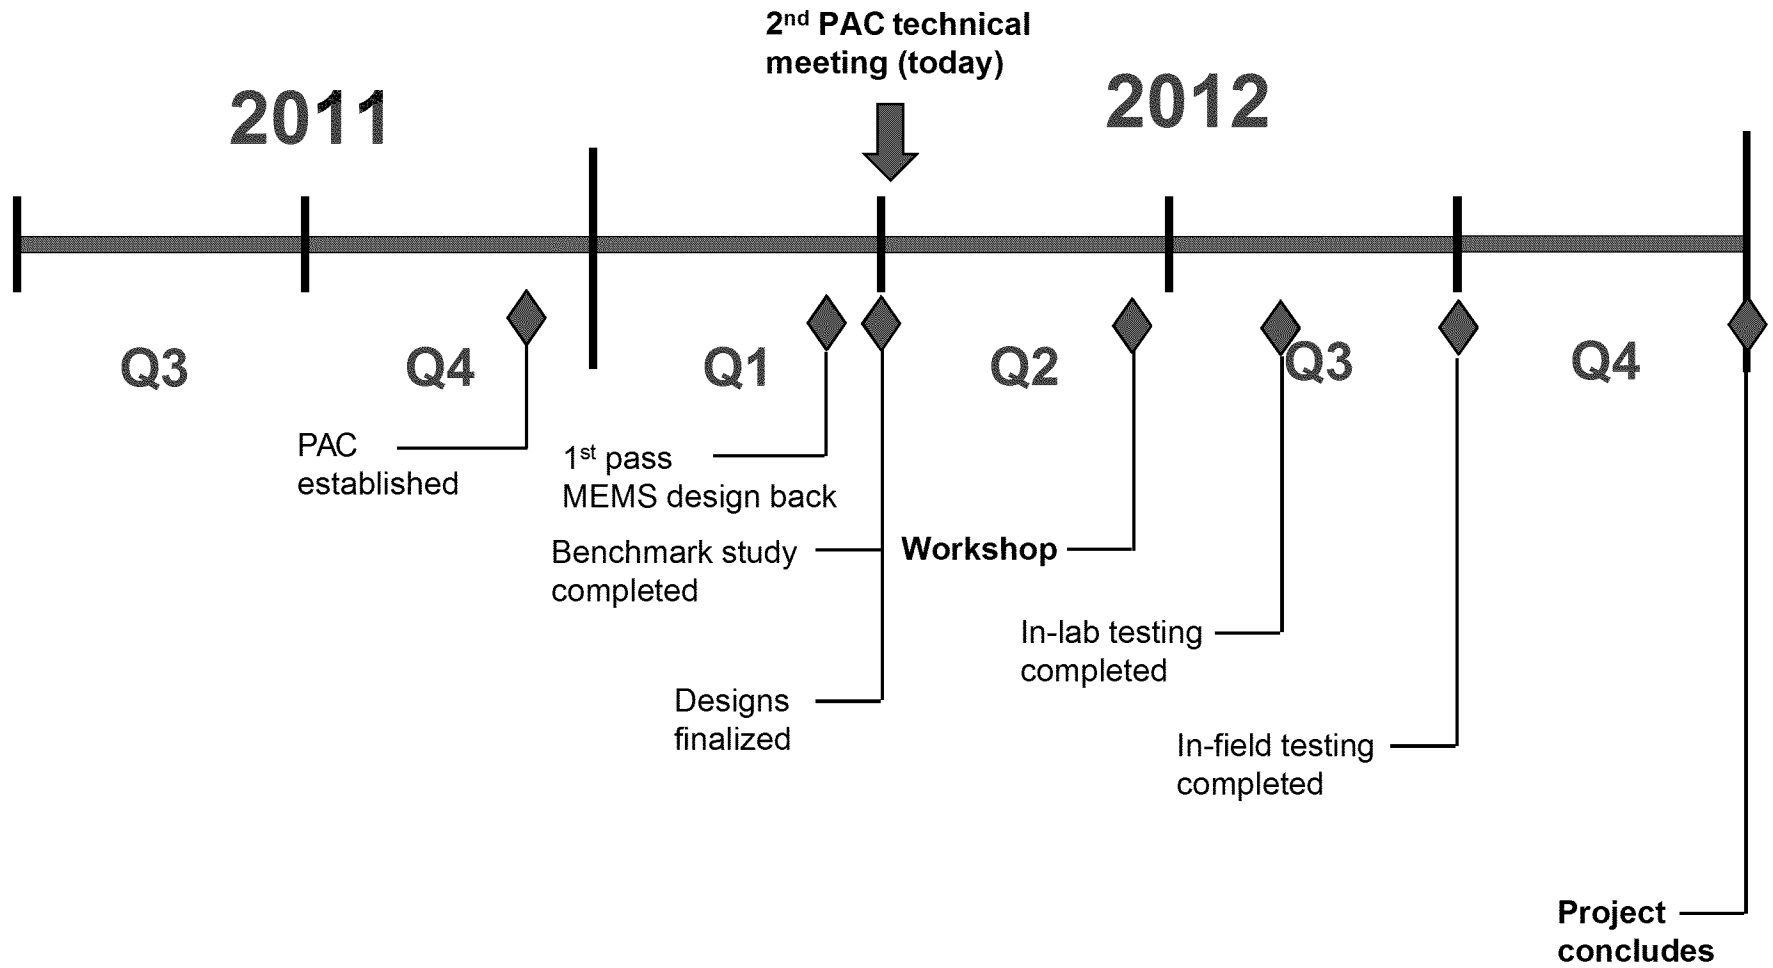 2nd PAC technical
meeting (today)
2011
2012
Q3
Q4
Q1
Q2
Q3
Q4
PAC
established
1st pass
MEMS design back
Benchmark study
completed
Workshop
Designs
finalized
In-lab testing
completed
In-field testing
completed
Project
concludes